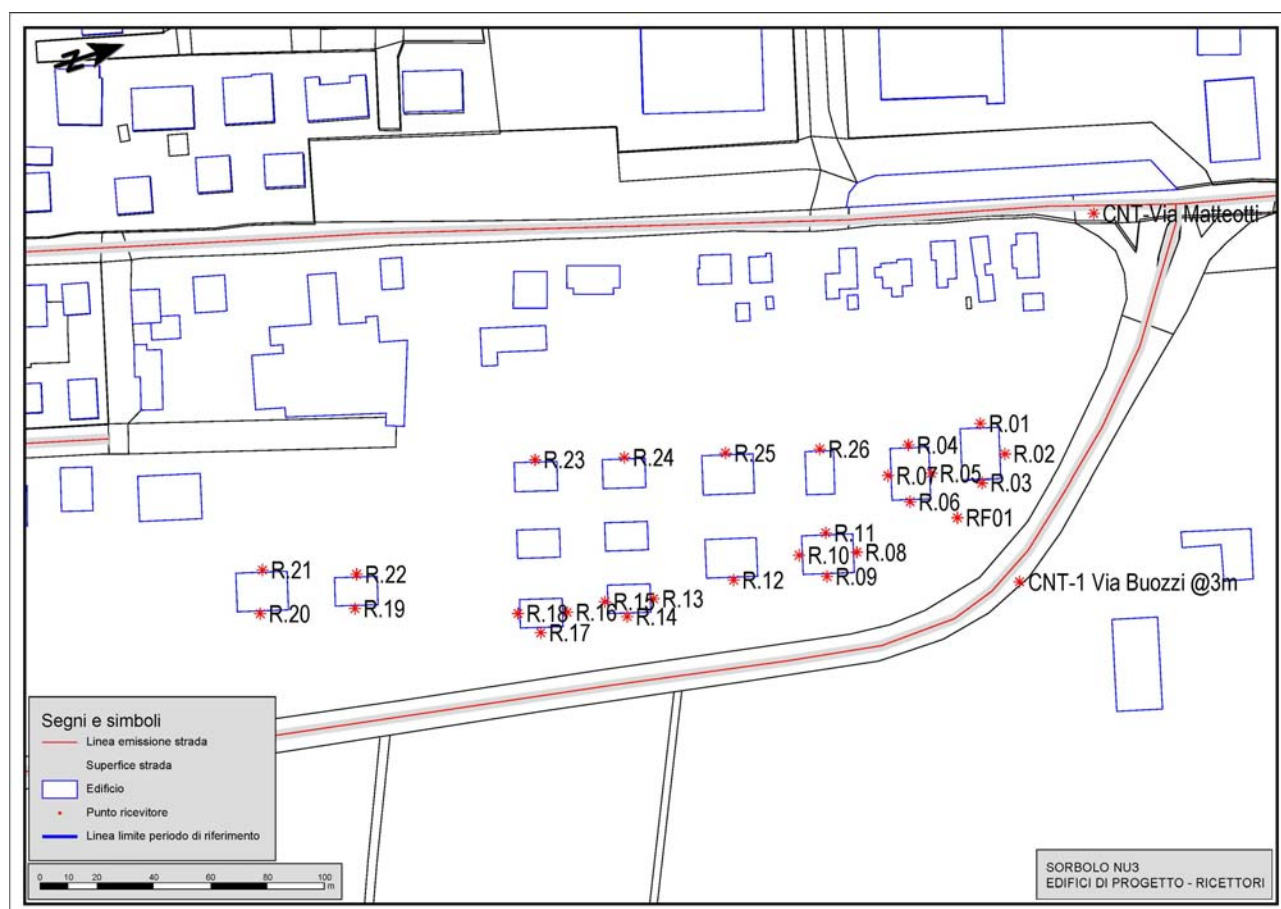 Z
CNT-Via Matteotti
R.01
R.04
R.26
R.25
R.24
R.23
R.02
R.05
R.07
R.03
R.06
RF01
R.11
R.08
R.10
R.09
R.12
CNT-1 Via Buozzi @3m
R.21
R.22
R.20
R.19
R.13
R.15
R.14
R.16
R.18
R.17
Segni e simboli
Linea emissione strada
Superfice strada
Edificio
Punto ricevitore
Linea limite periodo di riferimento
0 10 20 40 60 80 100
m
SORBOLO NU3
EDIFICI DI PROGETTO - RICETTORI